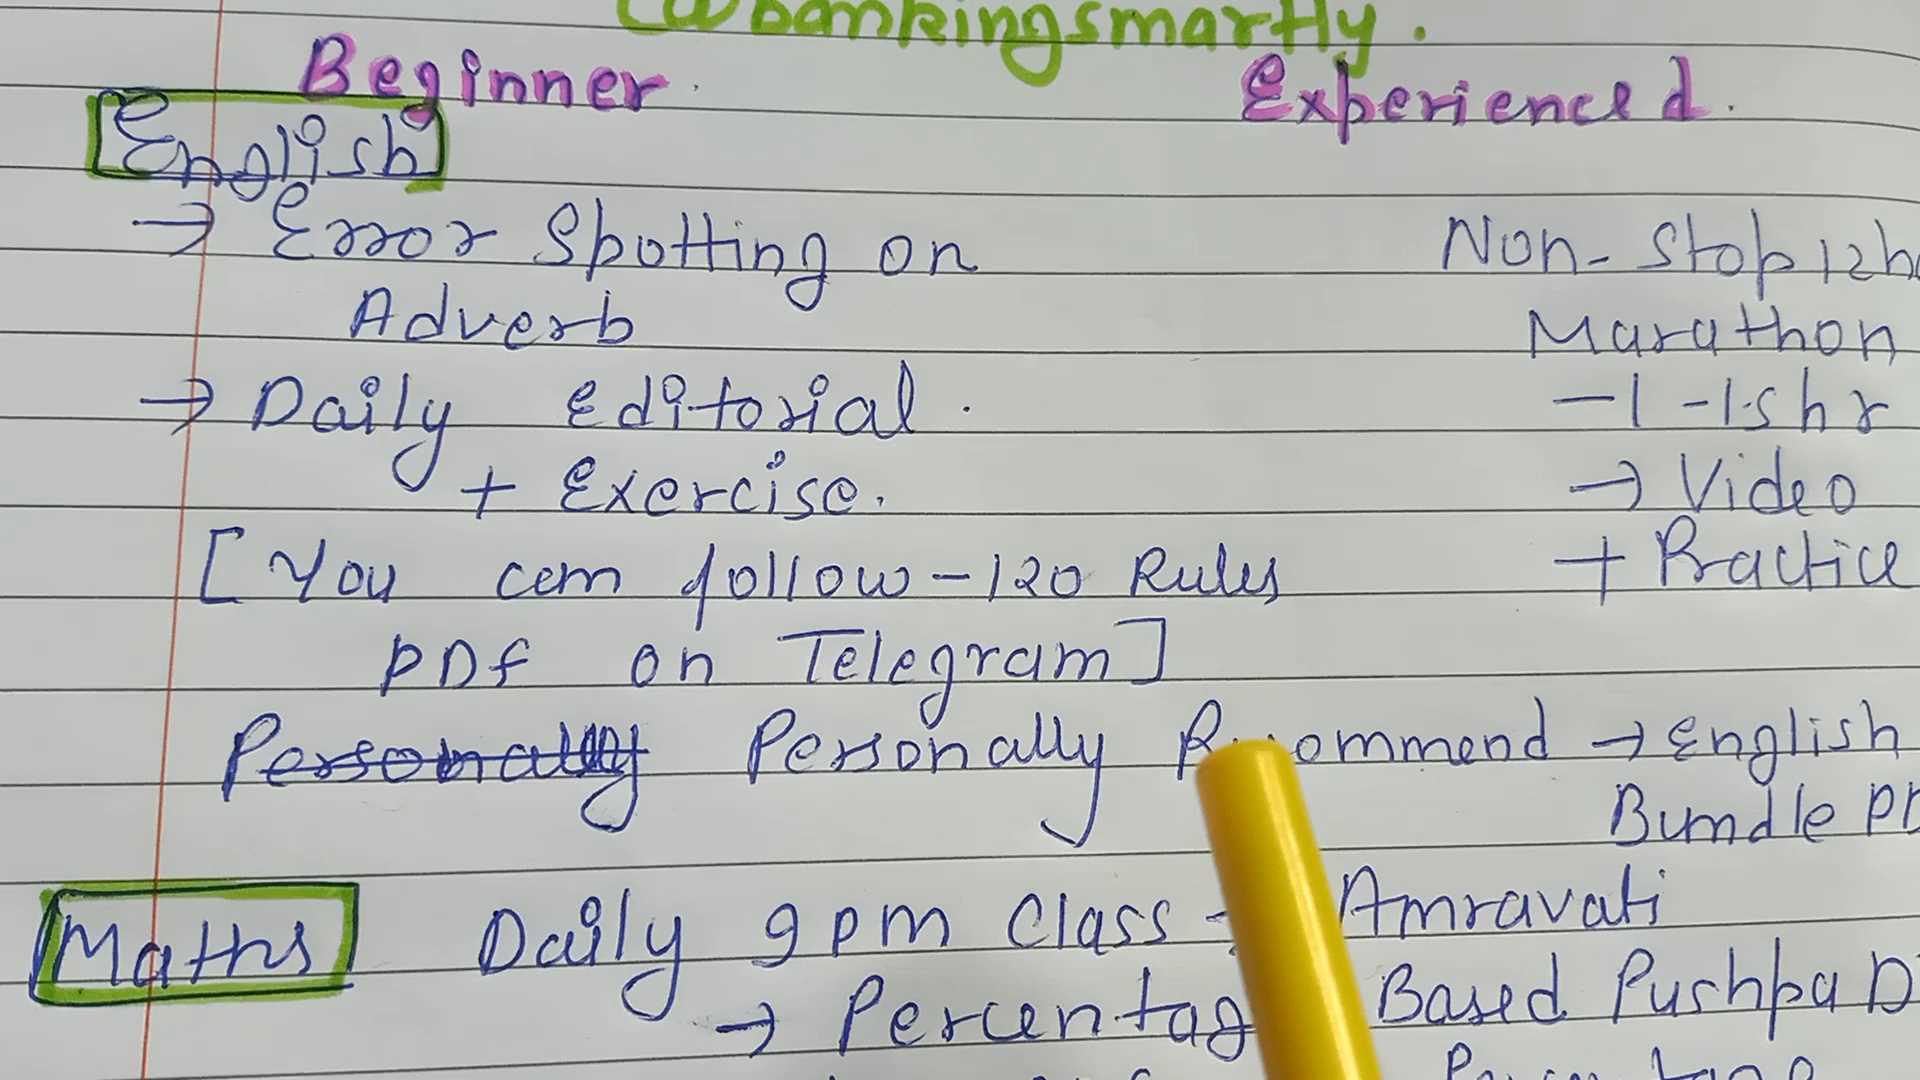 @bankingsmartly.
Beginner. Experienced.
English
→ Error Spotting on Non-Stop 12h
Adverb Marathon
→ Daily Editorial. -1-1.5hr
+ Exercise. → Video
[You can follow-120 Rules + Practice
PDF on Telegram]
Personally Personally Recommend → English
Bundle
Maths Daily 9pm Class Amravati
→ Percentag Based Pushpa